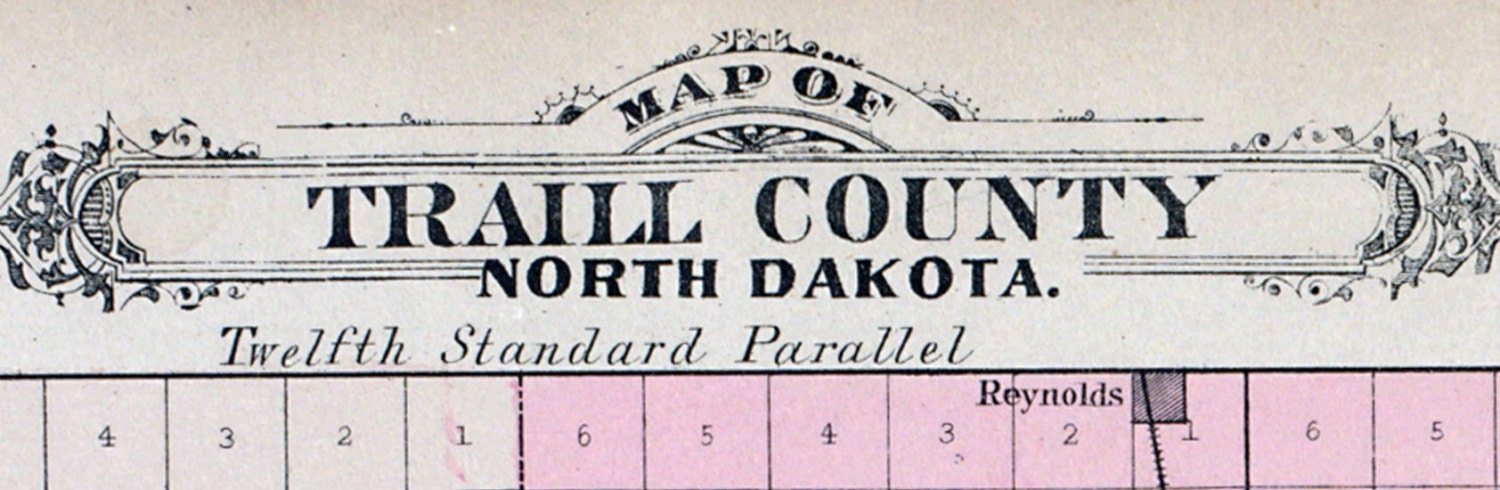 MAP OF
TRAILL COUNTY
NORTH DAKOTA.
Twelfth Standard Parallel
Reynolds
4 3 2 1 6 5 4 3 2 1 6 5